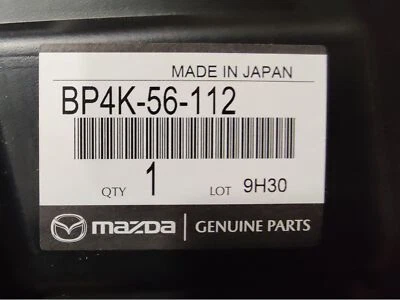 MADE IN JAPAN
BP4K-56-112
QTY 1 LOT 9H30
mazda GENUINE PARTS